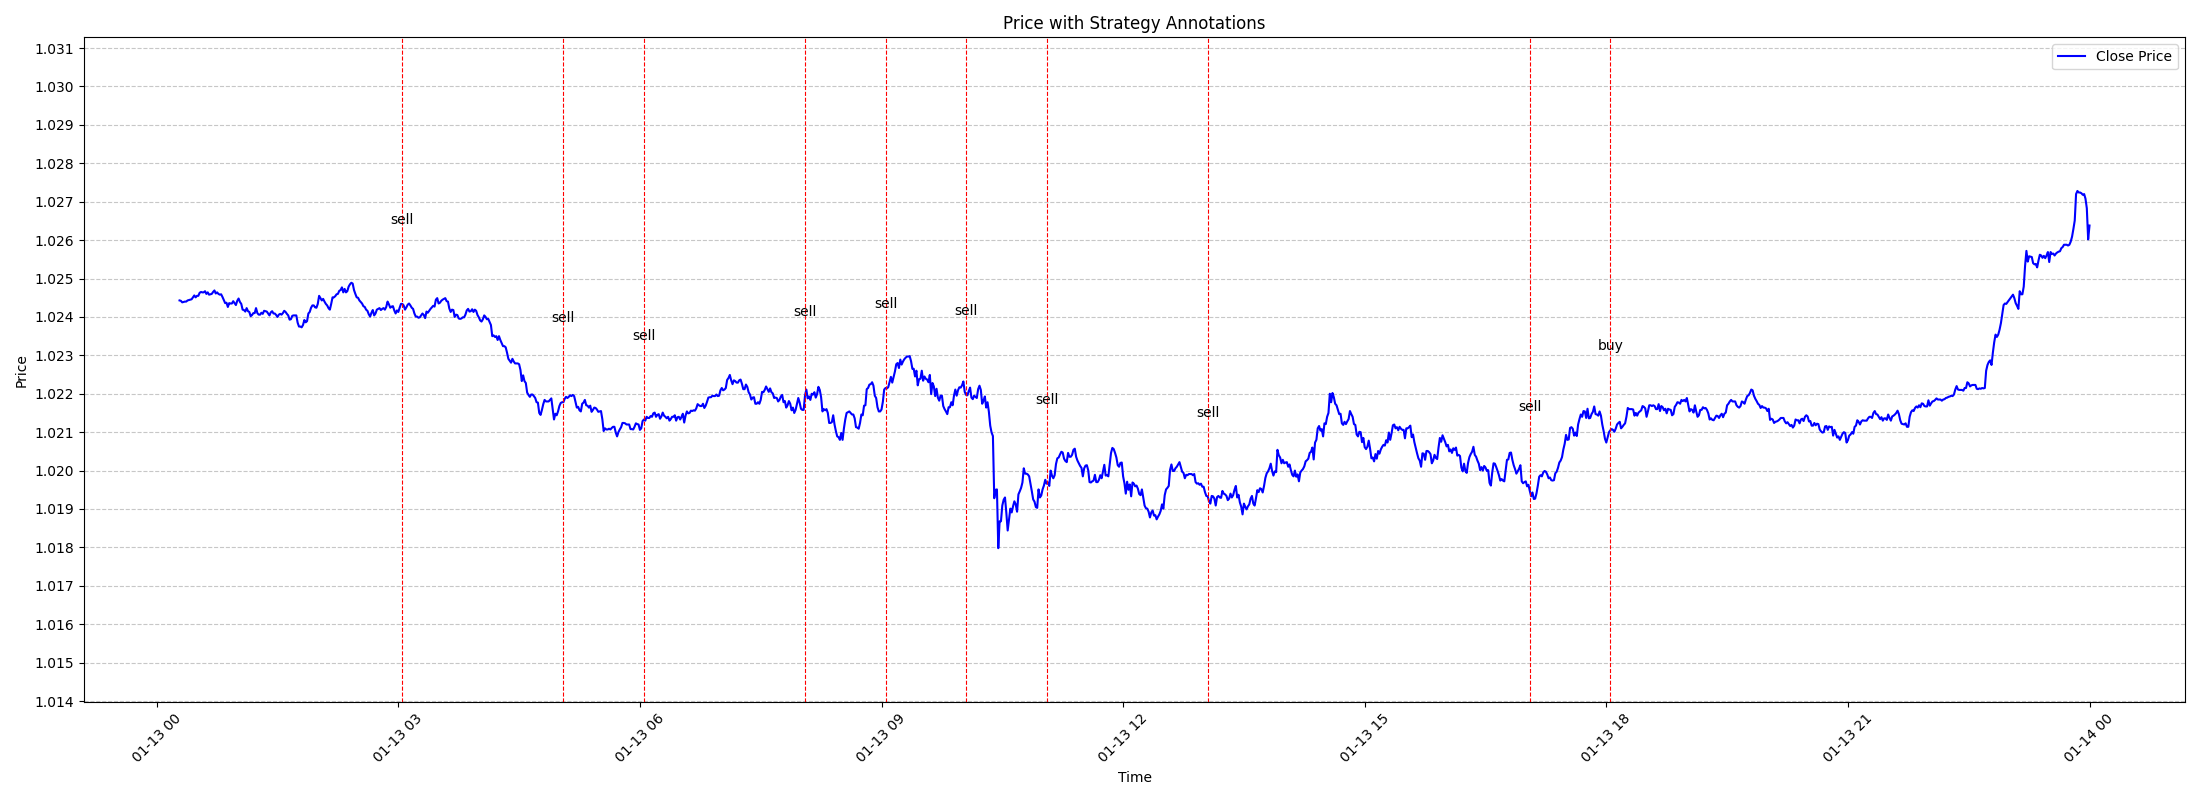 Price with Strategy Annotations
Close Price
Price
1.031
1.030
1.029
1.028
1.027
1.026
1.025
1.024
1.023
1.022
1.021
1.020
1.019
1.018
1.017
1.016
1.015
1.014
sell
sell
sell
sell
sell
sell
sell
sell
sell
buy
01-13 00
01-13 03
01-13 06
01-13 09
01-13 12
01-13 15
01-13 18
01-13 21
01-14 00
Time